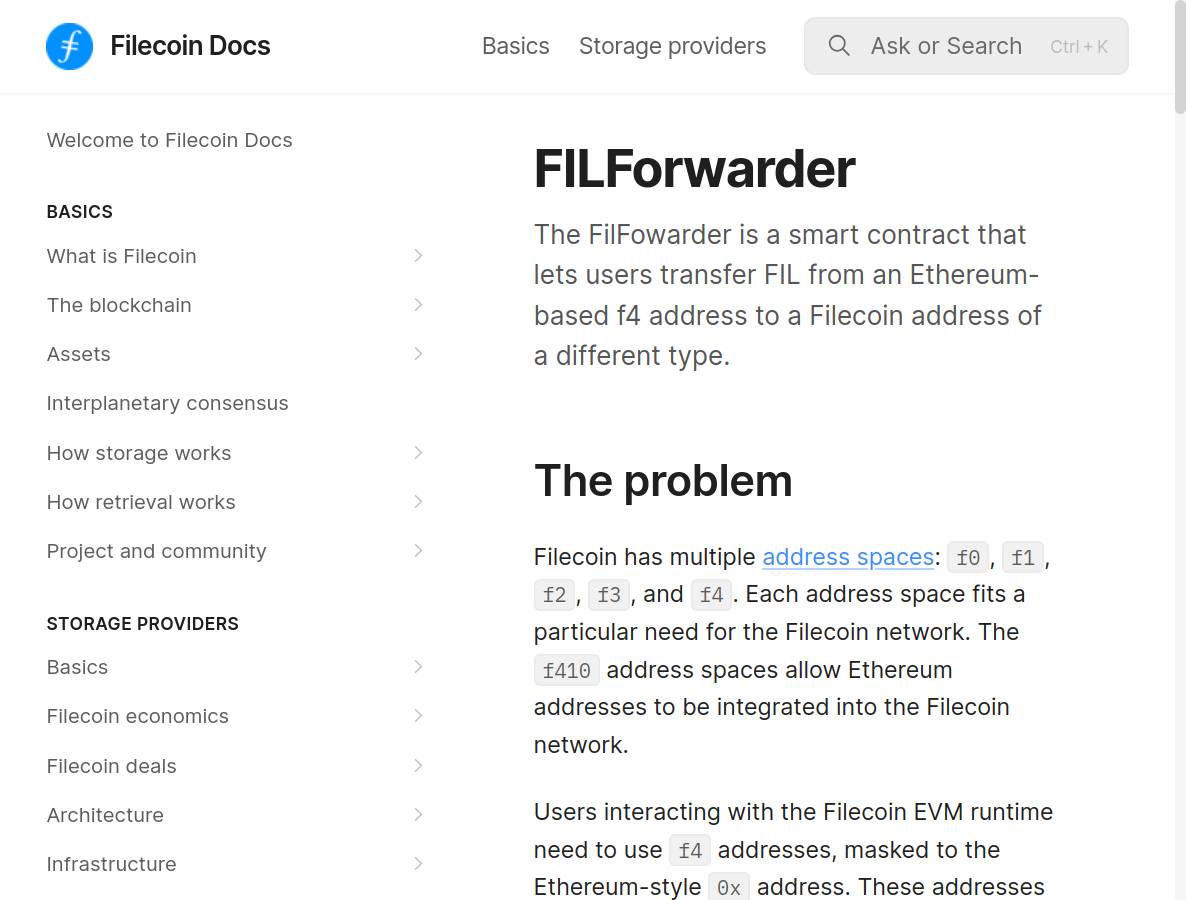 Filecoin Docs
Basics
Storage providers
Ask or Search
Ctrl + K
Welcome to Filecoin Docs
BASICS
What is Filecoin
The blockchain
Assets
Interplanetary consensus
How storage works
How retrieval works
Project and community
STORAGE PROVIDERS
Basics
Filecoin economics
Filecoin deals
Architecture
Infrastructure
FILForwarder
The FilFowarder is a smart contract that
lets users transfer FIL from an Ethereum-
based f4 address to a Filecoin address of
a different type.
The problem
Filecoin has multiple address spaces: f0, f1,
f2, f3, and f4. Each address space fits a
particular need for the Filecoin network. The
f410 address spaces allow Ethereum
addresses to be integrated into the Filecoin
network.
Users interacting with the Filecoin EVM runtime
need to use f4 addresses, masked to the
Ethereum-style 0x address. These addresses